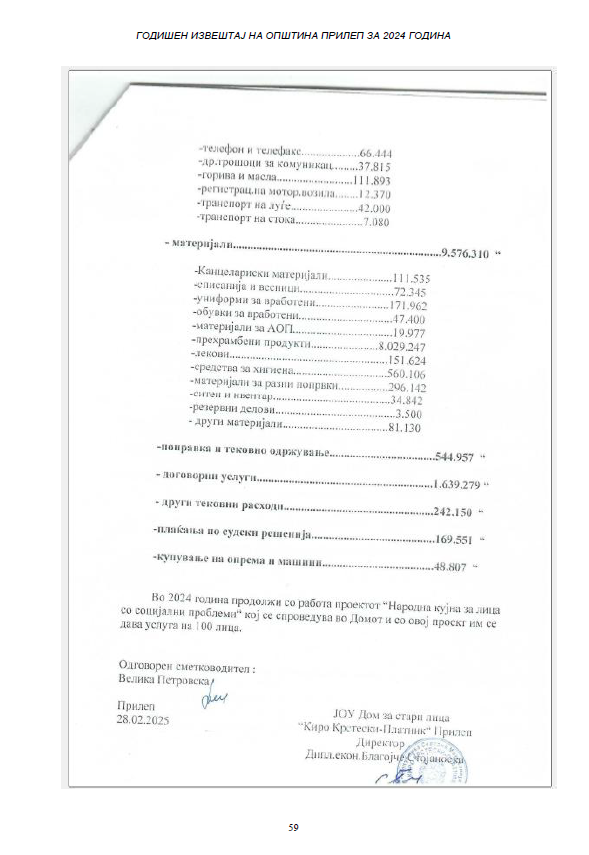 ГОДИШЕН ИЗВЕШТАЈ НА ОПШТИНА ПРИЛЕП ЗА 2024 ГОДИНА
-телефон и телефакс......................66.444
-др.трошоци за комуникац..........37.815
-горива и масла.............................111.893
-регистрац.на мотор.возила.........12.370
-транспорт на луѓе.........................42.000
-транспорт на стока..........................7.080
- материјали...............................................................................9.576.310 “
-Канцелариски материјали.........................111.535
-списанија и весници...................................72.345
-униформи за вработени............................171.962
-обувки за вработени...................................47.400
-материјали за АОП.....................................19.977
-прехрамбени продукти.........................8.029.247
-лекови............................................................151.624
-средства за хигиена...................................560.106
-материјали за разни попрвки...................296.142
-ситен и ивентар............................................34.842
-резервни делови.............................................3.500
- други материјали........................................81.130
-поправка и тековно одржување........................................544.957 “
- договорни услуги...................................................................1.639.279 “
- други тековни расходи.........................................................242.150 “
-плаќања по судски решенија...............................................169.551 “
-купување на опрема и машини...........................................48.807 “
Во 2024 година продолжи со работа проектот “Народна кујна за лица
со социјални проблеми“ кој се спроведува во Домот и со овој проект им се
дава услуга на 100 лица.
Одговорен сметководител :
Велика Петровска
Прилеп
28.02.2025
ЈОУ Дом за стари лица
“Киро Крстески-Платник“ Прилеп
Директор
Дипл.екон.Благојче Стојаноски
59